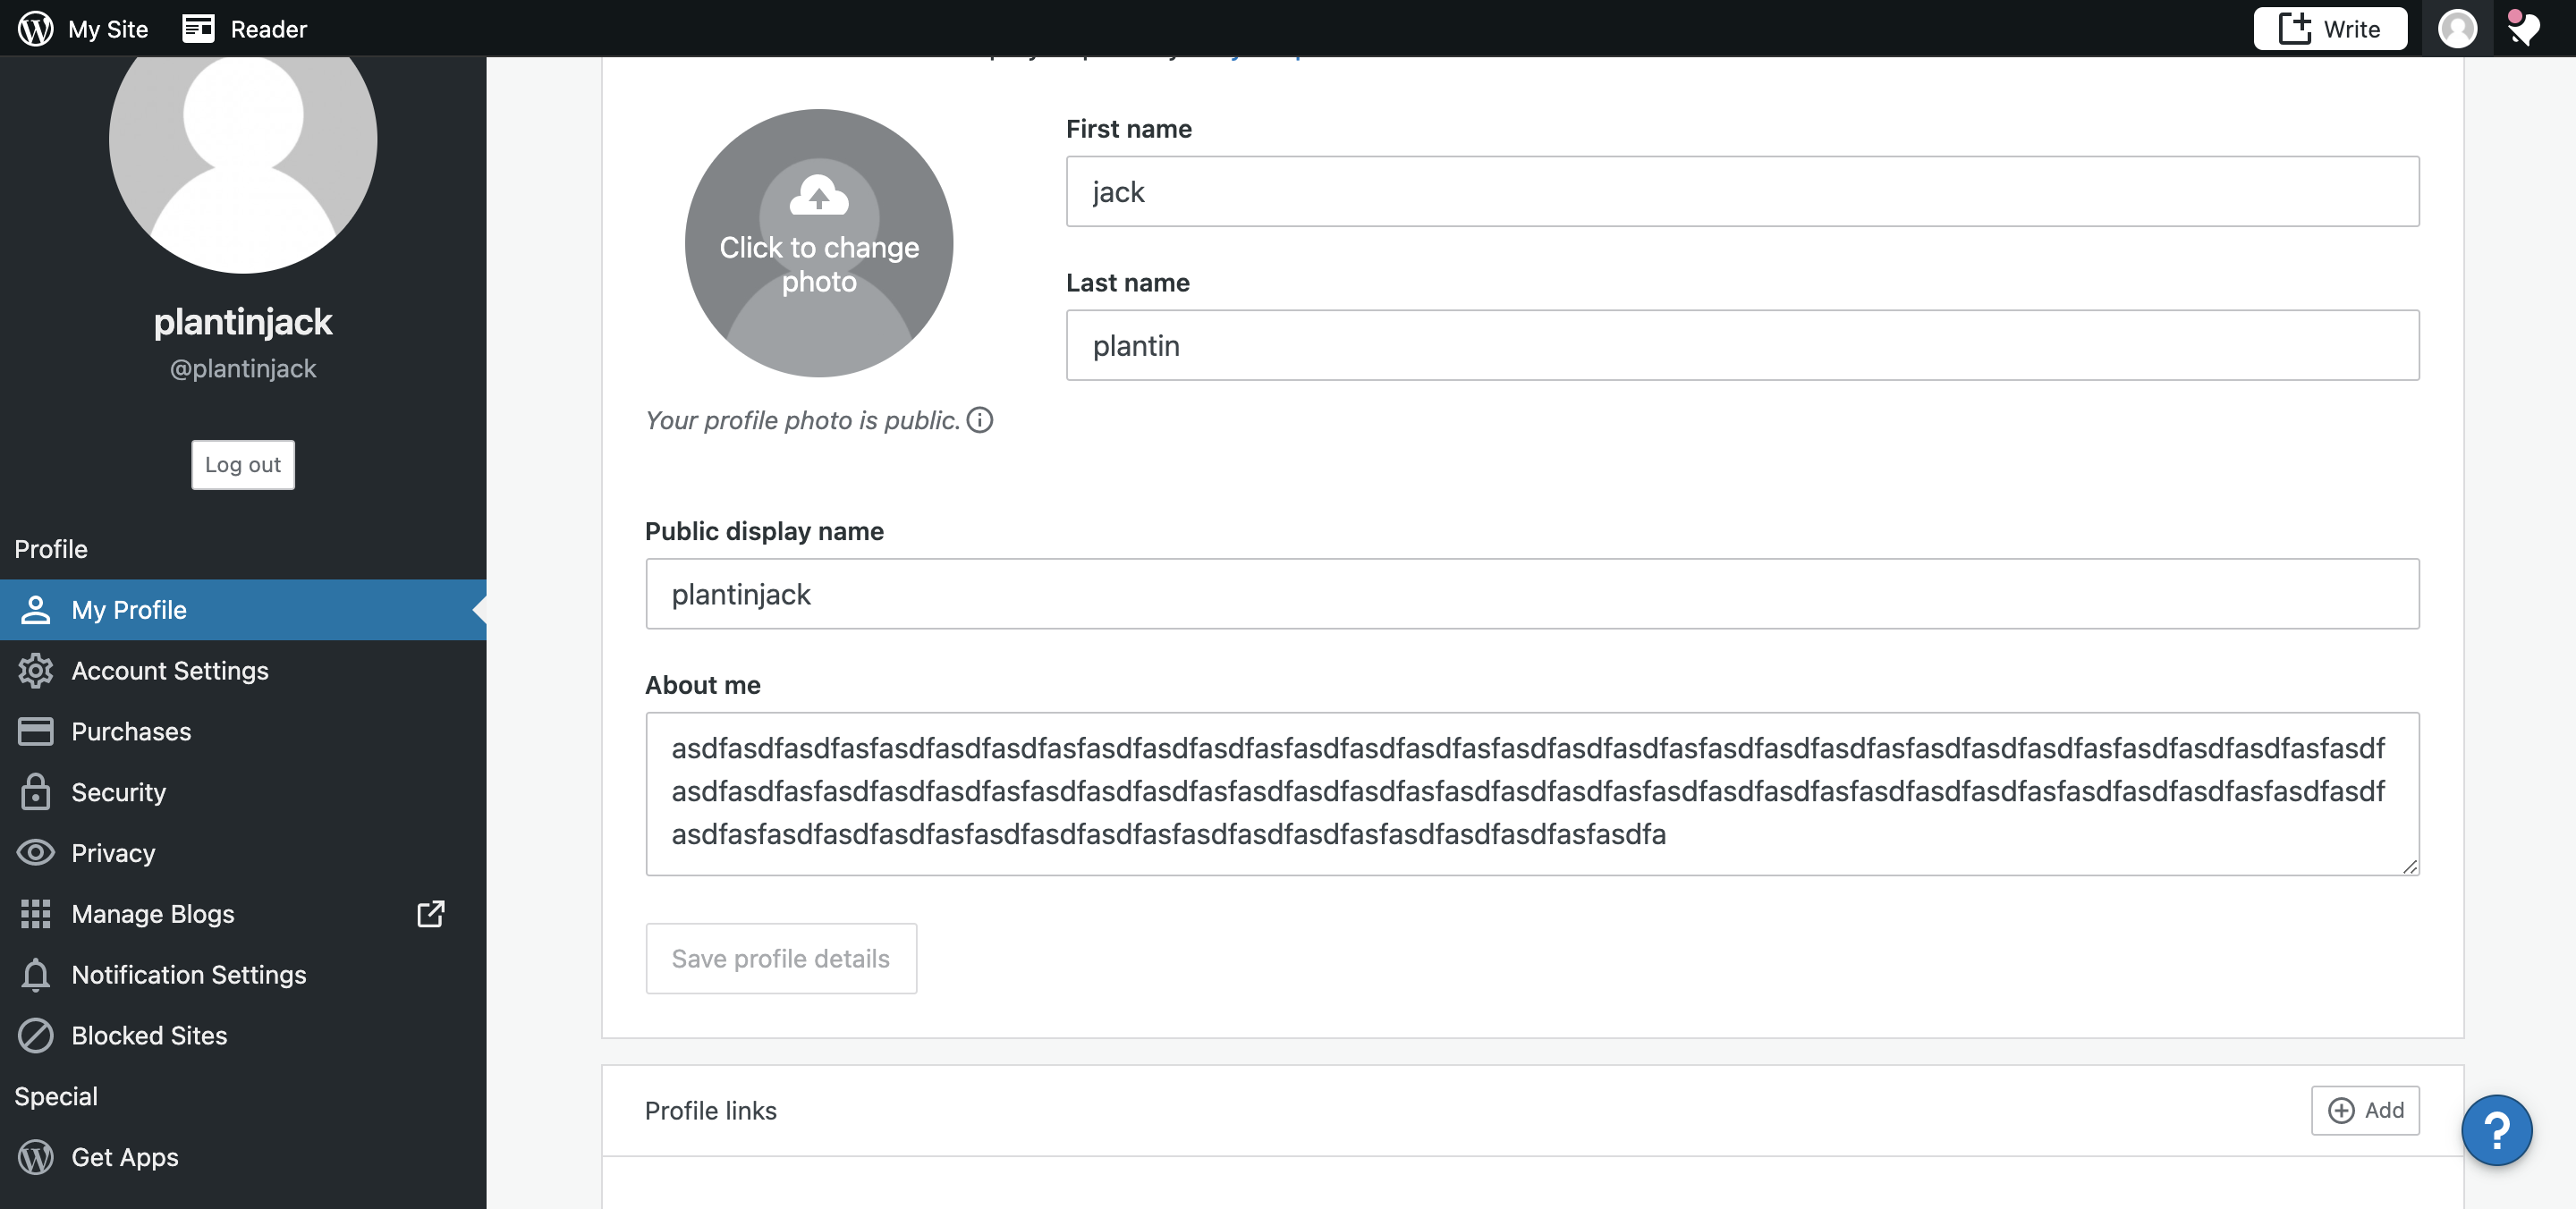 My Site
Reader
Write
plantinjack
@plantinjack
Log out
Profile
My Profile
Account Settings
Purchases
Security
Privacy
Manage Blogs
Notification Settings
Blocked Sites
Special
Get Apps
Click to change
photo
Your profile photo is public.
First name
jack
Last name
plantin
Public display name
plantinjack
About me
asdfasdfasdfasfasdfasdfasdfasfasdfasdfasdfasfasdfasdfasdfasfasdfasdfasdfasfasdfasdfasdfasfasdfasdfasdfasfasdfasdfasdfasfasdf
asdfasdfasfasdfasdfasdfasfasdfasdfasdfasfasdfasdfasdfasfasdfasdfasdfasfasdfasdfasdfasfasdfasdfasdfasfasdfasdfasdfasfasdfasdf
asdfasfasdfasdfasdfasfasdfasdfasdfasfasdfasdfasdfasfasdfasdfasdfasfasdfa
Save profile details
Profile links
Add